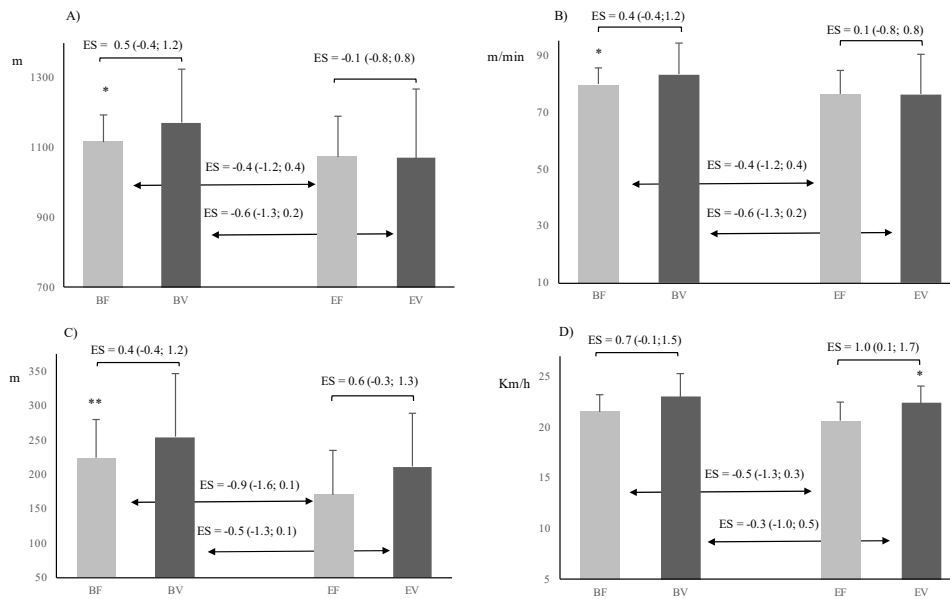 A)
ES =  0.5 (-0.4; 1.2)
ES = -0.1 (-0.8; 0.8)
m
1300
*
1100
ES = -0.4 (-1.2; 0.4)
900
ES = -0.6 (-1.3; 0.2)
700
BF BV EF EV
B)
ES = 0.4 (-0.4;1.2)
ES = 0.1 (-0.8; 0.8)
m/min
90
*
70
50
ES = -0.4 (-1.2; 0.4)
30
ES = -0.6 (-1.3; 0.2)
10
BF BV EF EV
C)
ES = 0.4 (-0.4; 1.2)
ES = 0.6 (-0.3; 1.3)
m
350
300
**
250
200
ES = -0.9 (-1.6; 0.1)
150
ES = -0.5 (-1.3; 0.1)
100
50
BF BV EF EV
D)
ES = 0.7 (-0.1;1.5)
ES = 1.0 (0.1; 1.7)
Km/h
25
*
20
15
ES = -0.5 (-1.3; 0.3)
10
ES = -0.3 (-1.0; 0.5)
5
BF BV EF EV